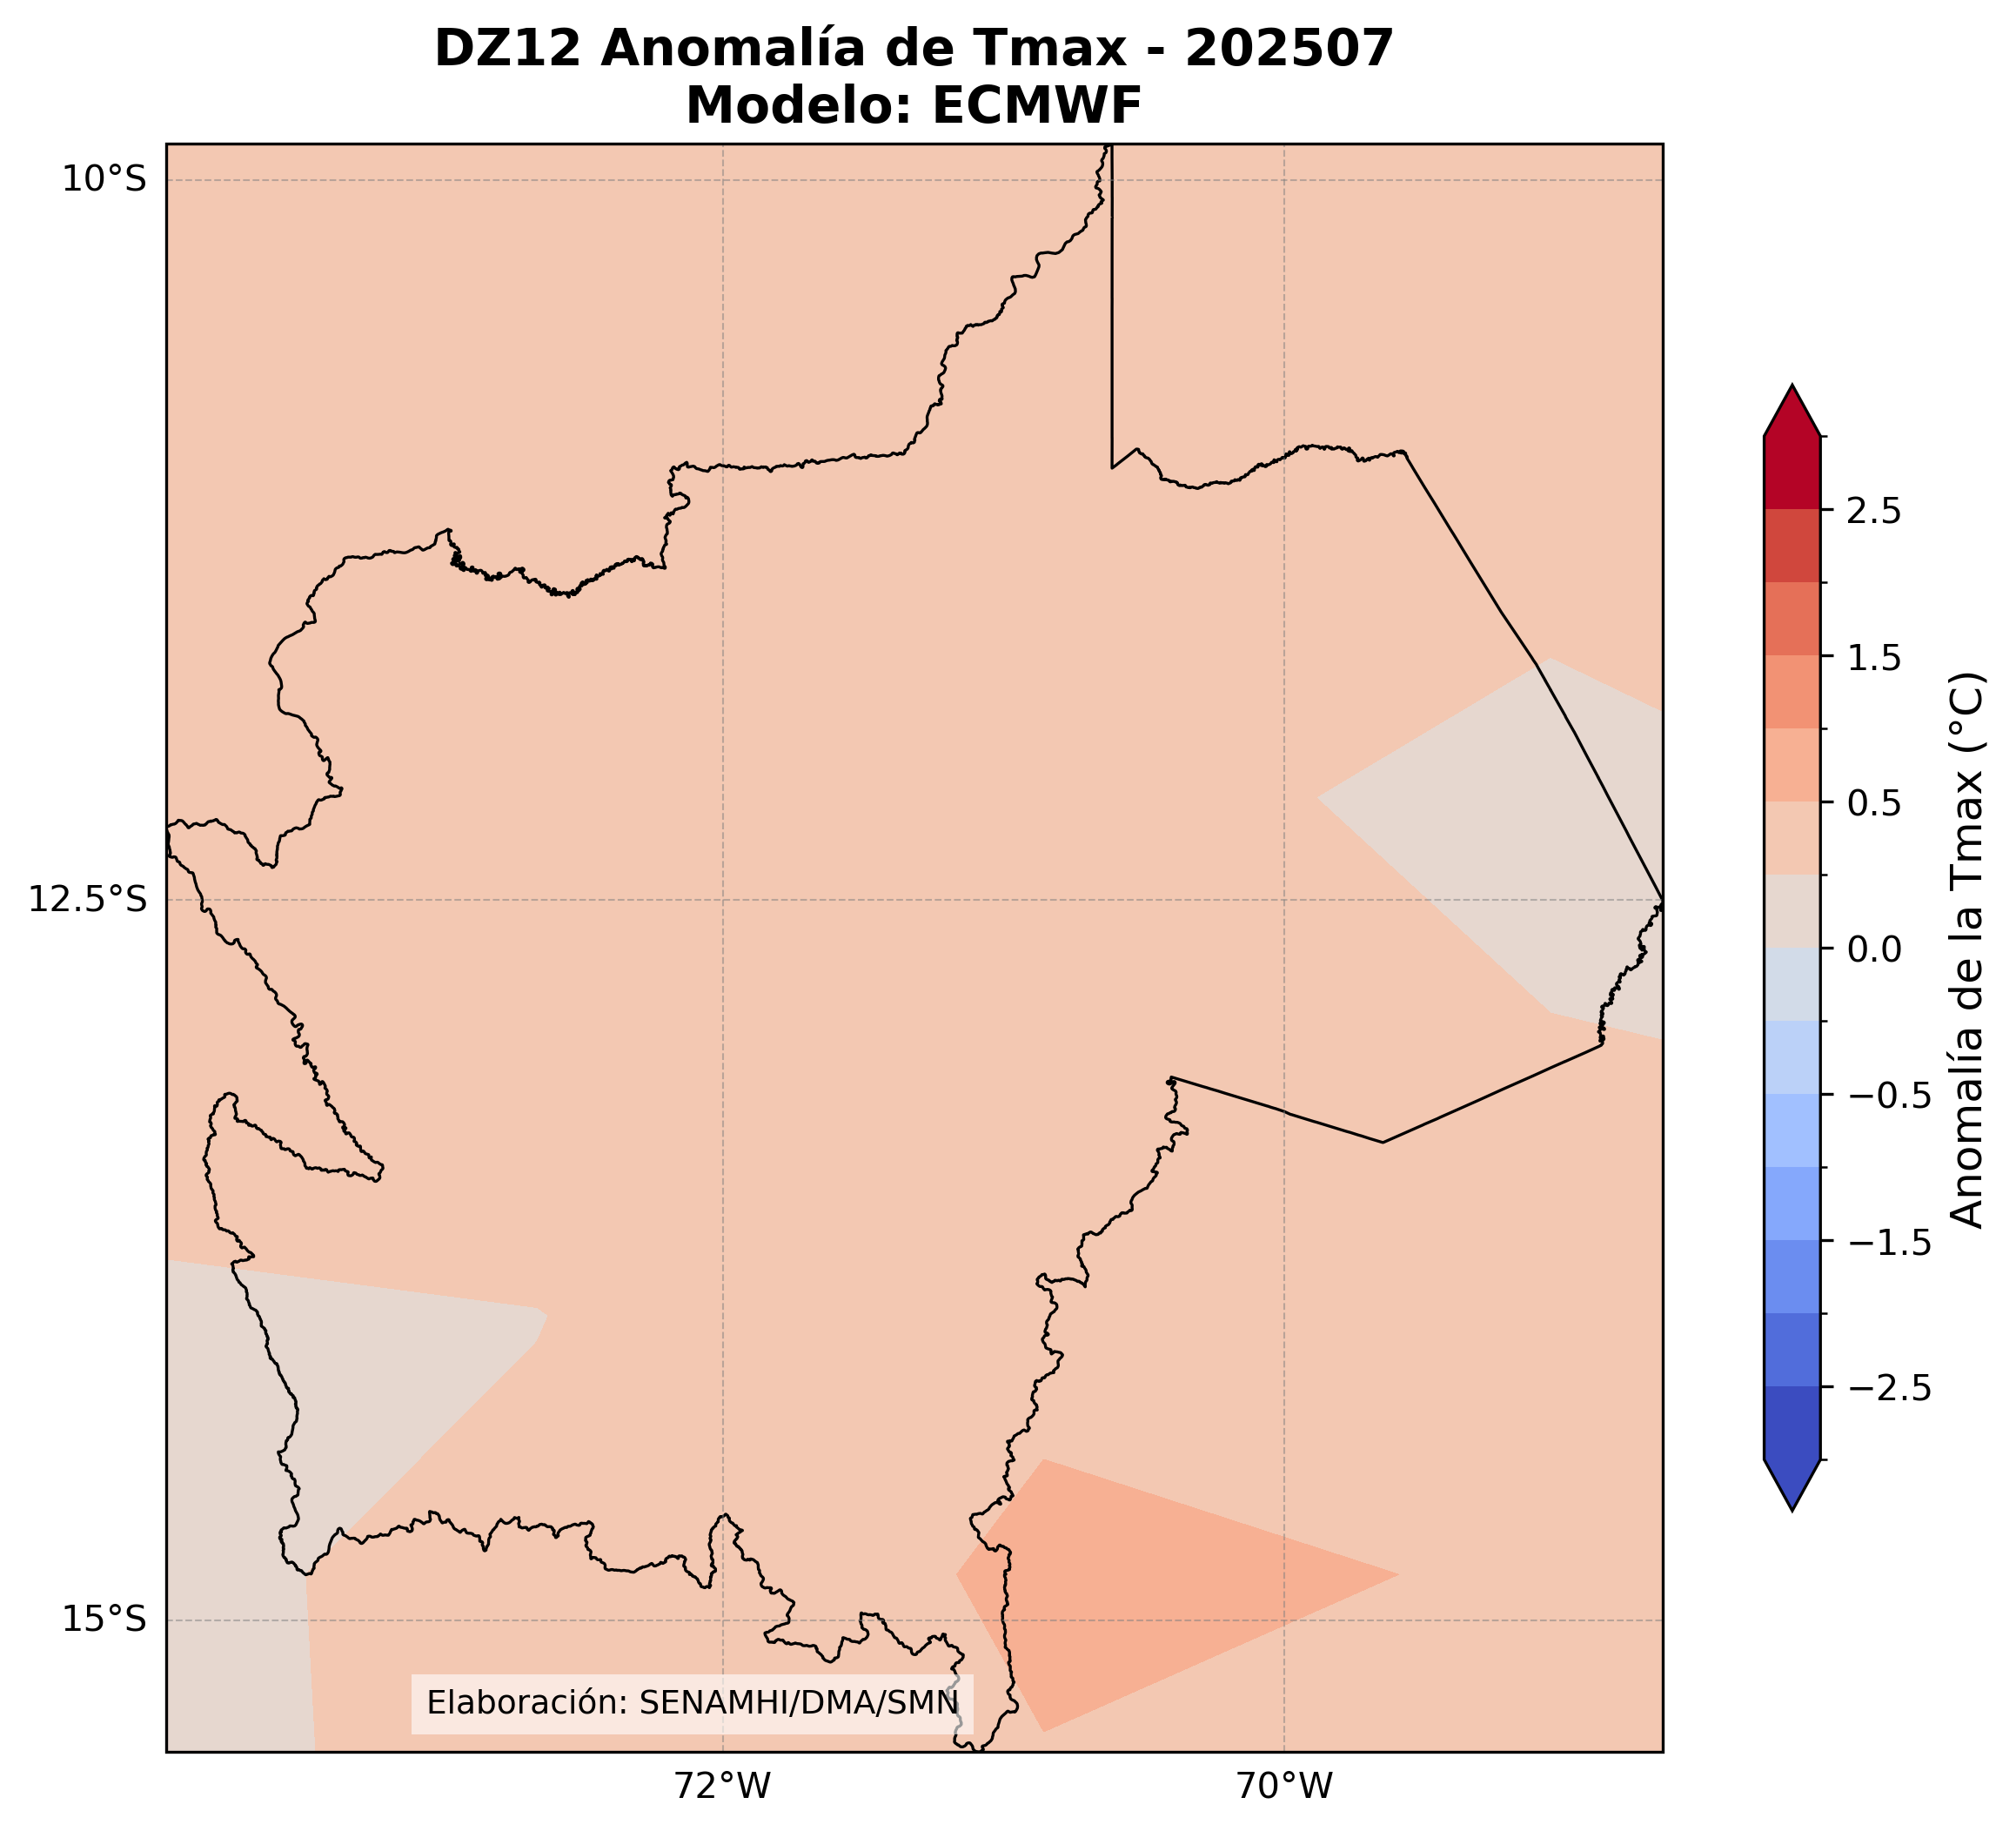 DZ12 Anomalía de Tmax - 202507
Modelo: ECMWF
10°S
12.5°S
15°S
72°W
70°W
Elaboración: SENAMHI/DMA/SMN
2.5
1.5
0.5
0.0
−0.5
−1.5
−2.5
Anomalía de la Tmax (°C)